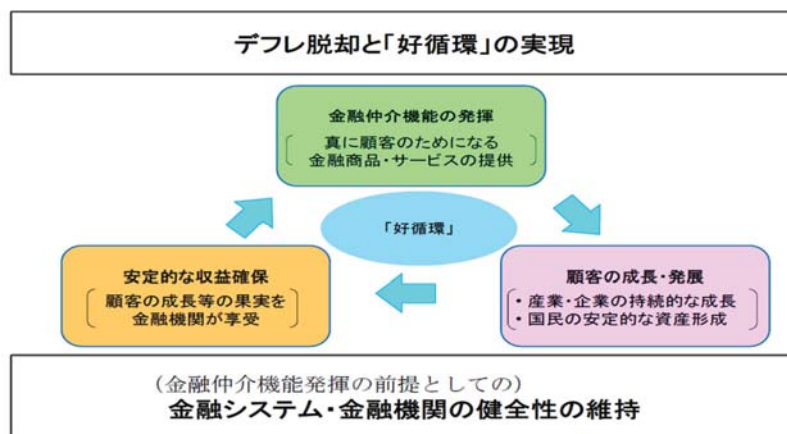 デフレ脱却と「好循環」の実現
金融仲介機能の発揮
真に顧客のためになる
金融商品・サービスの提供
「好循環」
安定的な収益確保
顧客の成長等の果実を
金融機関が享受
顧客の成長・発展
・産業・企業の持続的な成長
・国民の安定的な資産形成
（金融仲介機能発揮の前提としての）
金融システム・金融機関の健全性の維持